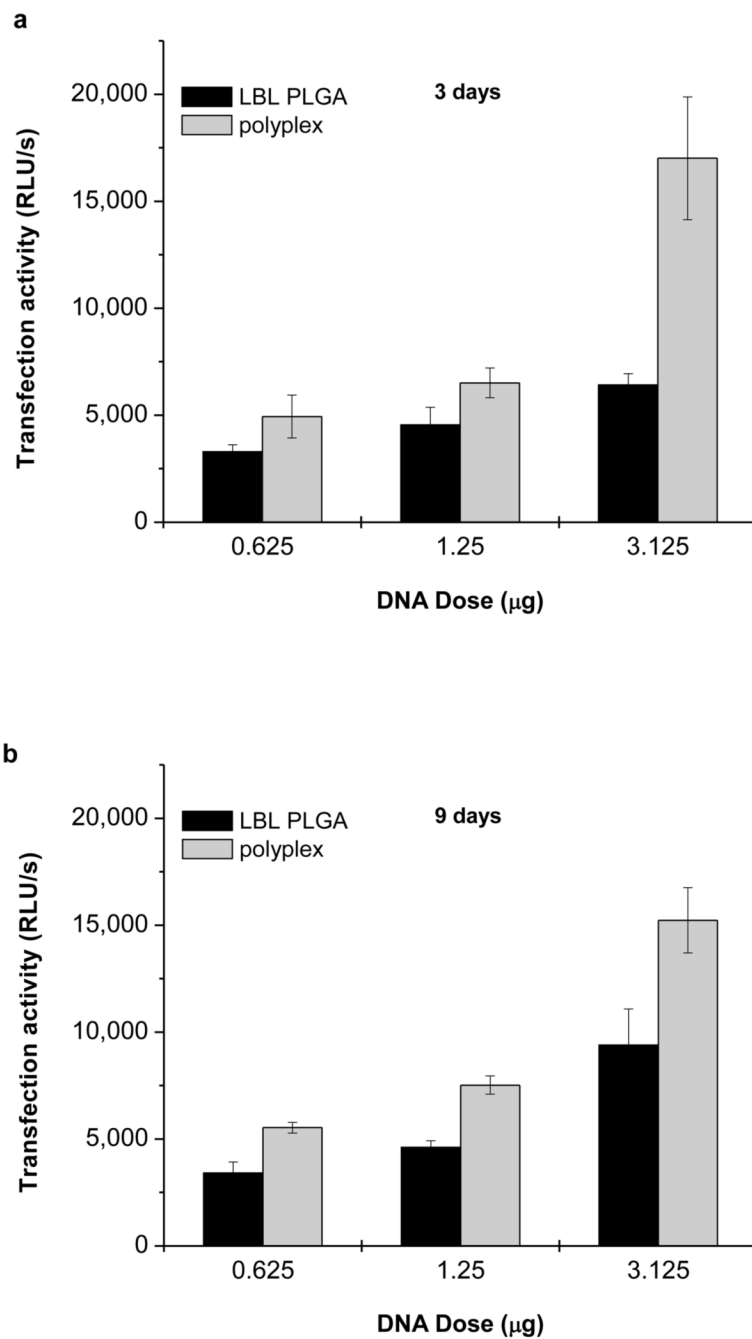 a
20,000
15,000
10,000
5,000
0
Transfection activity (RLU/s)
LBL PLGA
polyplex
3 days
0.625 1.25 3.125
DNA Dose (μg)
b
20,000
15,000
10,000
5,000
0
Transfection activity (RLU/s)
LBL PLGA
polyplex
9 days
0.625 1.25 3.125
DNA Dose (μg)